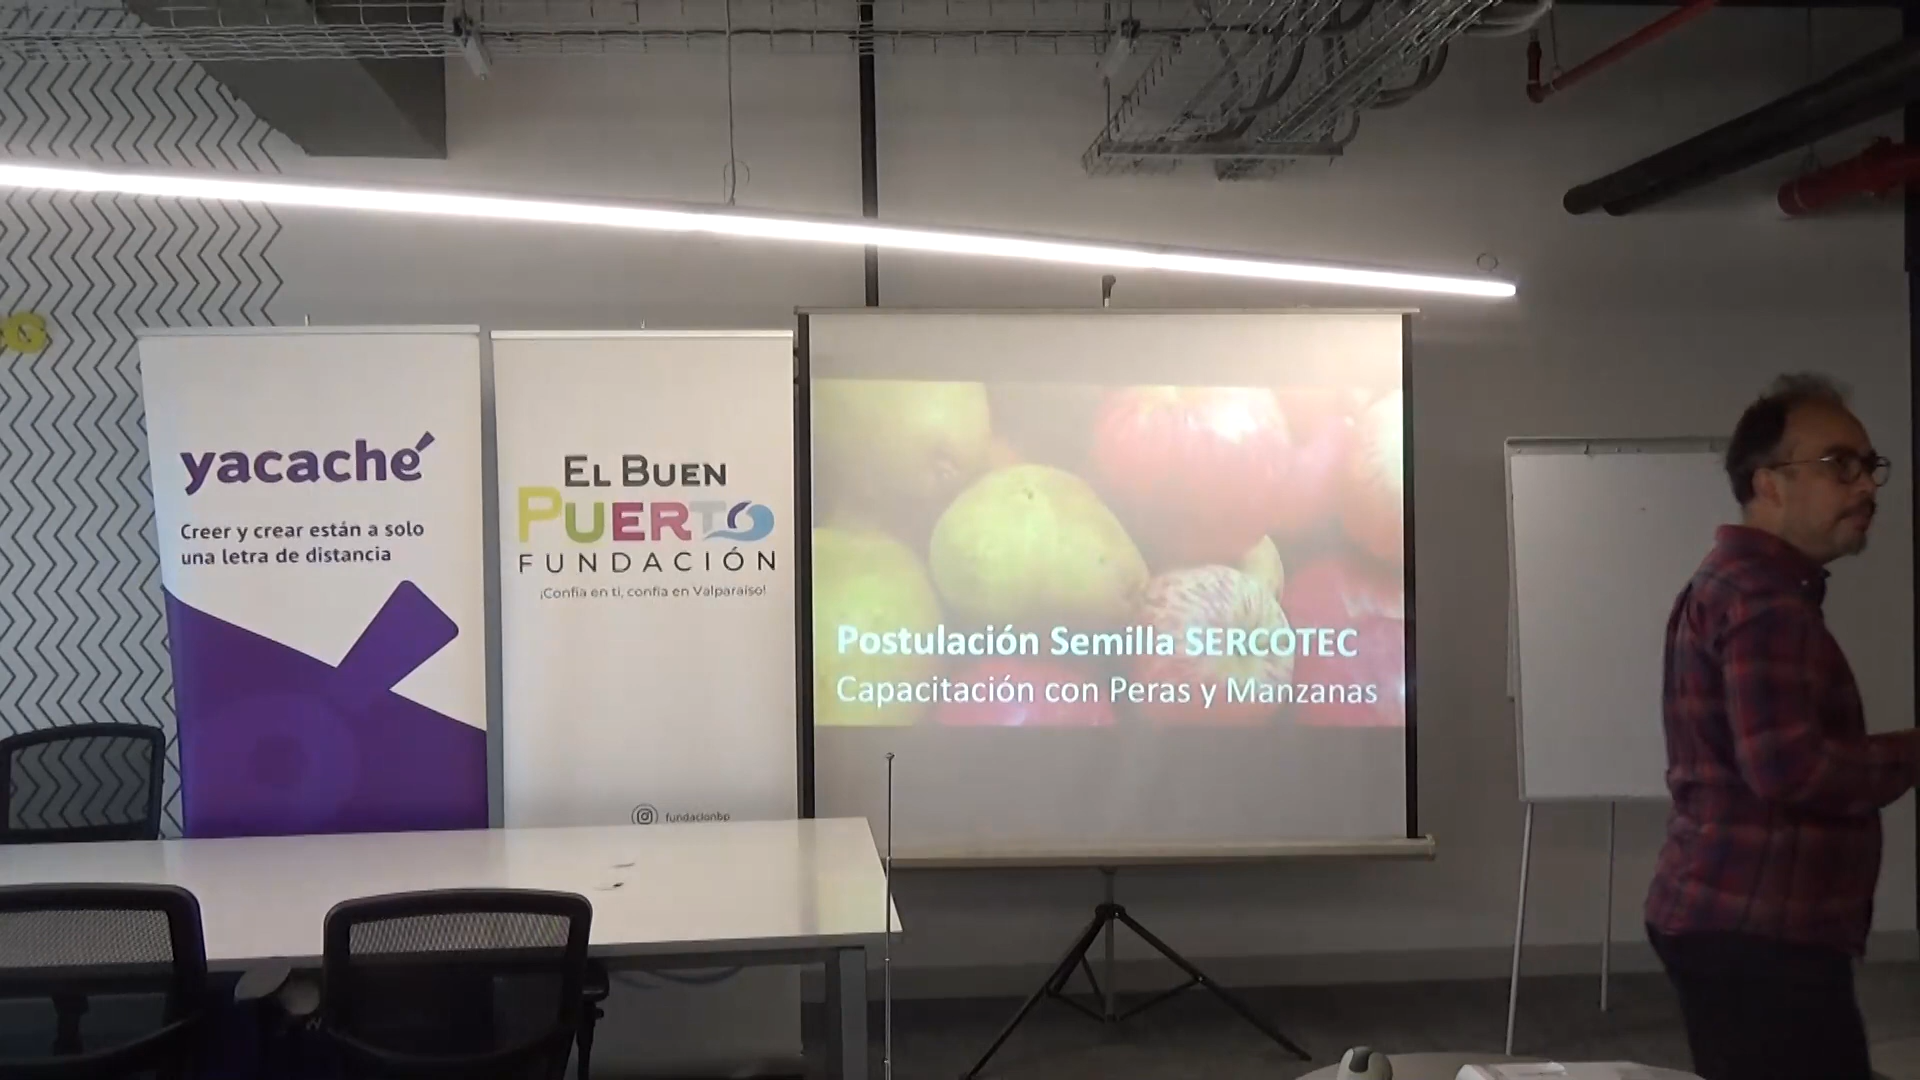 yacaché
Creer y crear están a solo
una letra de distancia
EL BUEN
PUERTO
FUNDACIÓN
¡Confía en ti, confía en Valparaíso!
fundacionbp
Postulación Semilla SERCOTEC
Capacitación con Peras y Manzanas